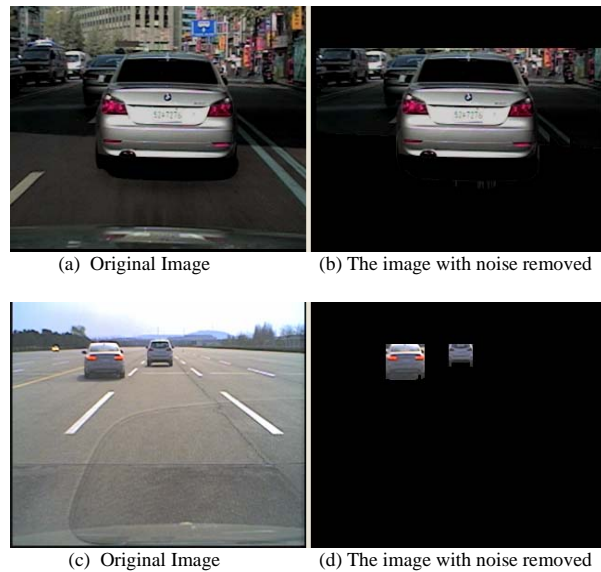 (a) Original Image
(b) The image with noise removed
(c) Original Image
(d) The image with noise removed